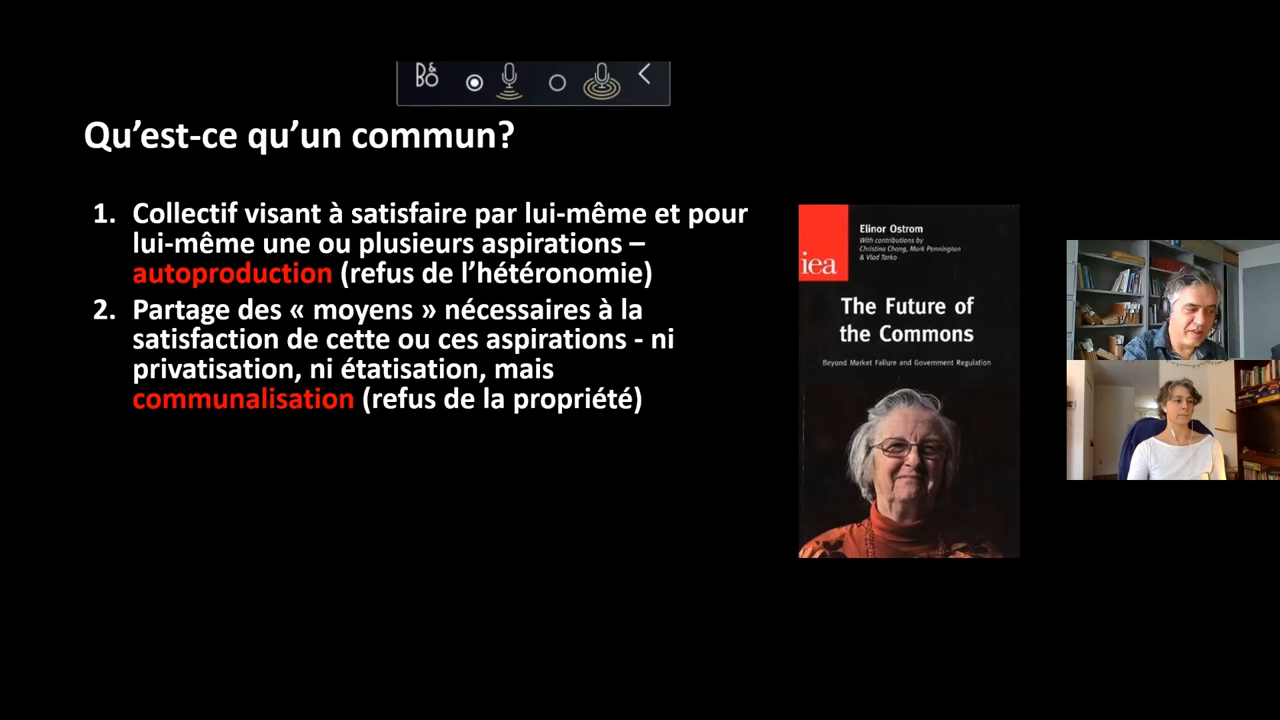 B&O
Qu’est-ce qu’un commun?
1. Collectif visant à satisfaire par lui-même et pour
lui-même une ou plusieurs aspirations –
autoproduction (refus de l’hétéronomie)
2. Partage des « moyens » nécessaires à la
satisfaction de cette ou ces aspirations - ni
privatisation, ni étatisation, mais
communalisation (refus de la propriété)
iea
Elinor Ostrom
With contributions by
Christina Chang, Mark Pennington
& Vlad Tarko
The Future of
the Commons
Beyond Market Failure and Government Regulation